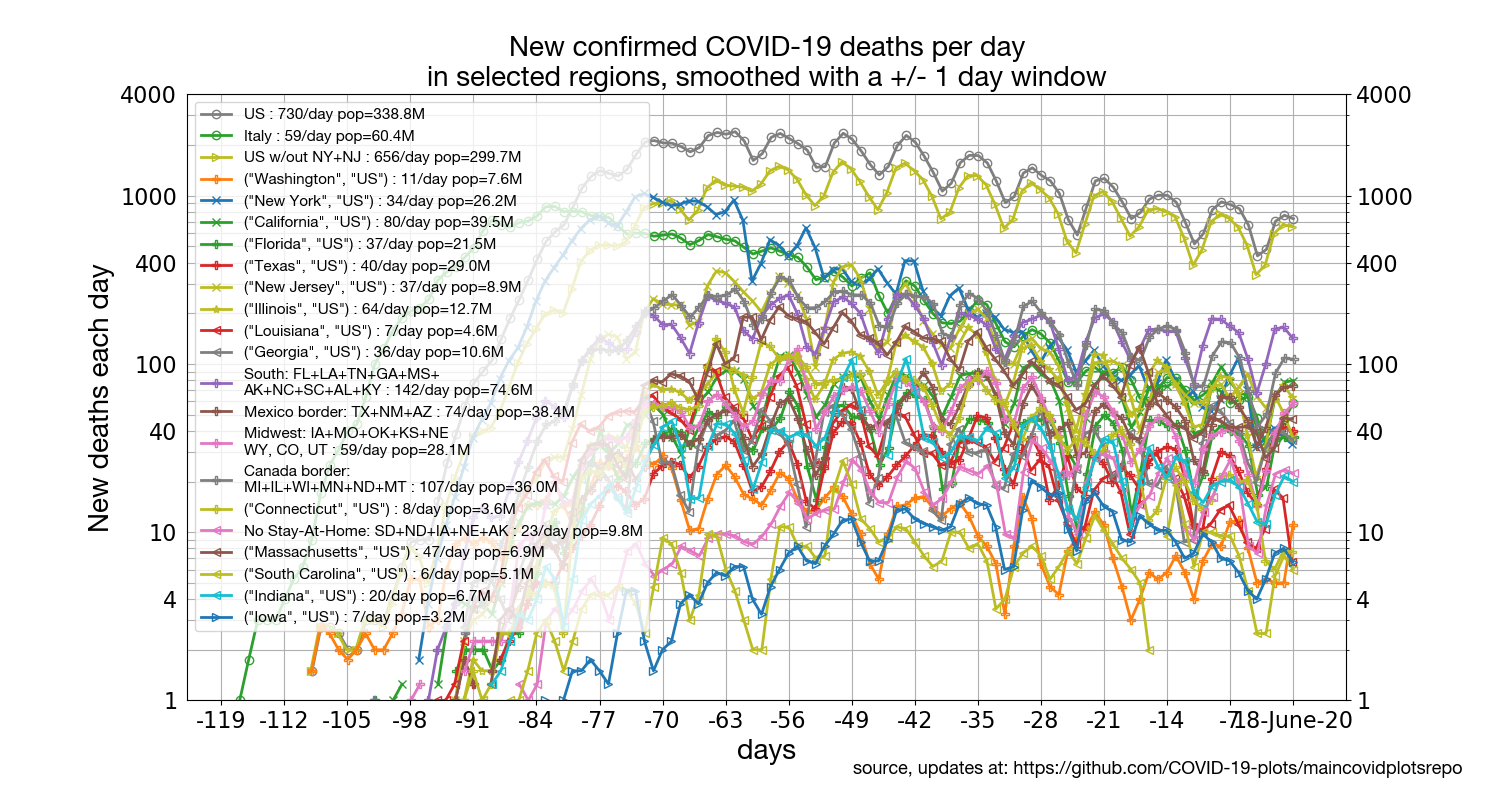 New confirmed COVID-19 deaths per day
in selected regions, smoothed with a +/- 1 day window
4000
1000
400
100
40
10
4
1
New deaths each day
US : 730/day pop=338.8M
Italy : 59/day pop=60.4M
US w/out NY+NJ : 656/day pop=299.7M
("Washington", "US") : 11/day pop=7.6M
("New York", "US") : 34/day pop=26.2M
("California", "US") : 80/day pop=39.5M
("Florida", "US") : 37/day pop=21.5M
("Texas", "US") : 40/day pop=29.0M
("New Jersey", "US") : 37/day pop=8.9M
("Illinois", "US") : 64/day pop=12.7M
("Louisiana", "US") : 7/day pop=4.6M
("Georgia", "US") : 36/day pop=10.6M
South: FL+LA+TN+GA+MS+
AK+NC+SC+AL+KY : 142/day pop=74.6M
Mexico border: TX+NM+AZ : 74/day pop=38.4M
Midwest: IA+MO+OK+KS+NE
WY, CO, UT : 59/day pop=28.1M
Canada border:
MI+IL+WI+MN+ND+MT : 107/day pop=36.0M
("Connecticut", "US") : 8/day pop=3.6M
No Stay-At-Home: SD+ND+IA+NE+AK : 23/day pop=9.8M
("Massachusetts", "US") : 47/day pop=6.9M
("South Carolina", "US") : 6/day pop=5.1M
("Indiana", "US") : 20/day pop=6.7M
("Iowa", "US") : 7/day pop=3.2M
4000
1000
400
100
40
10
4
1
-119 -112 -105 -98 -91 -84 -77 -70 -63 -56 -49 -42 -35 -28 -21 -14 -7 18-June-20
days
source, updates at: https://github.com/COVID-19-plots/maincovidplotsrepo